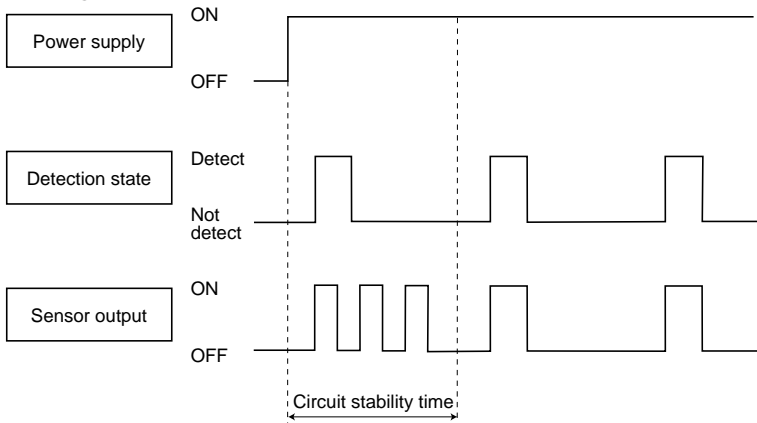 ON
Power supply
OFF
Detect
Detection state
Not
detect
ON
Sensor output
OFF
Circuit stability time